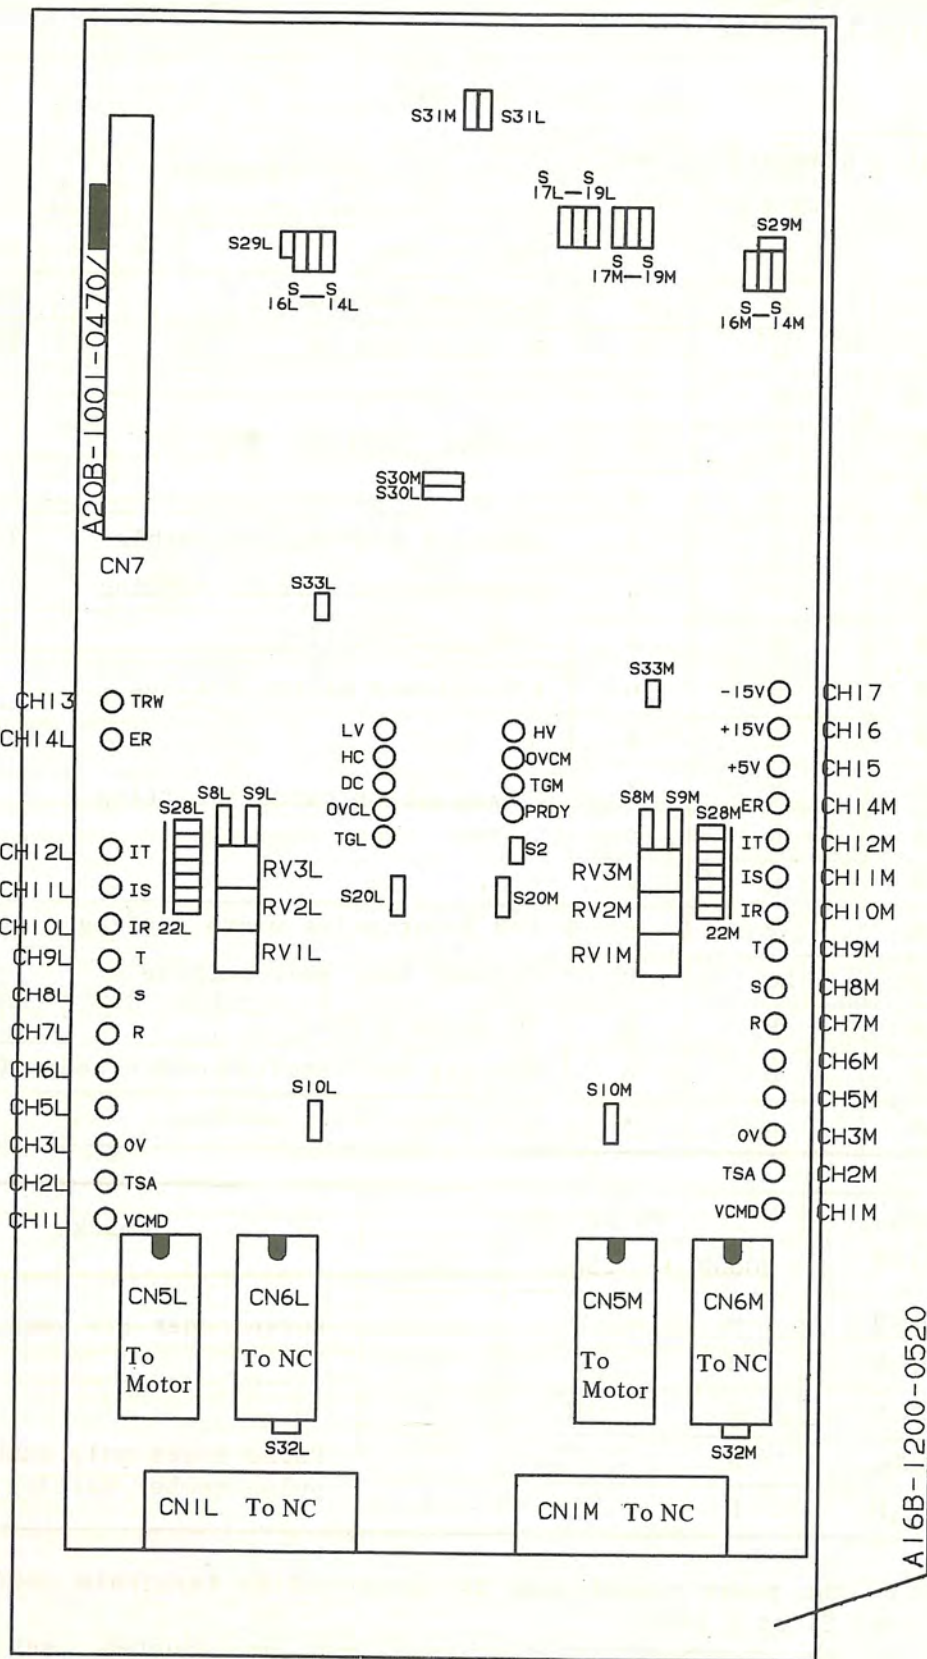 S31M S31L
S S
17L—19L
S29L
S S
16L—14L
S S
17M—19M
S29M
S S
16M—14M
A20B-1001-0470/
CN7
S30M
S30L
S33L
S33M
CH13 TRW
CH14L ER
CH12L IT
CH11L IS
CH10L IR
CH9L T
CH8L S
CH7L R
CH6L
CH5L
CH3L 0V
CH2L TSA
CH1L VCMD
S28L
22L
S8L S9L
RV3L
RV2L
RV1L
LV
HC
DC
OVCL
TGL
HV
OVCM
TGM
PRDY
S2
S20L
S20M
S8M S9M
RV3M
RV2M
RV1M
S28M
22M
-15V CH17
+15V CH16
+5V CH15
ER CH14M
IT CH12M
IS CH11M
IR CH10M
T CH9M
S CH8M
R CH7M
CH6M
CH5M
0V CH3M
TSA CH2M
VCMD CH1M
S10L
S10M
CN5L
To
Motor
CN6L
To NC
S32L
CN5M
To
Motor
CN6M
To NC
S32M
CN1L To NC
CN1M To NC
A16B-1200-0520